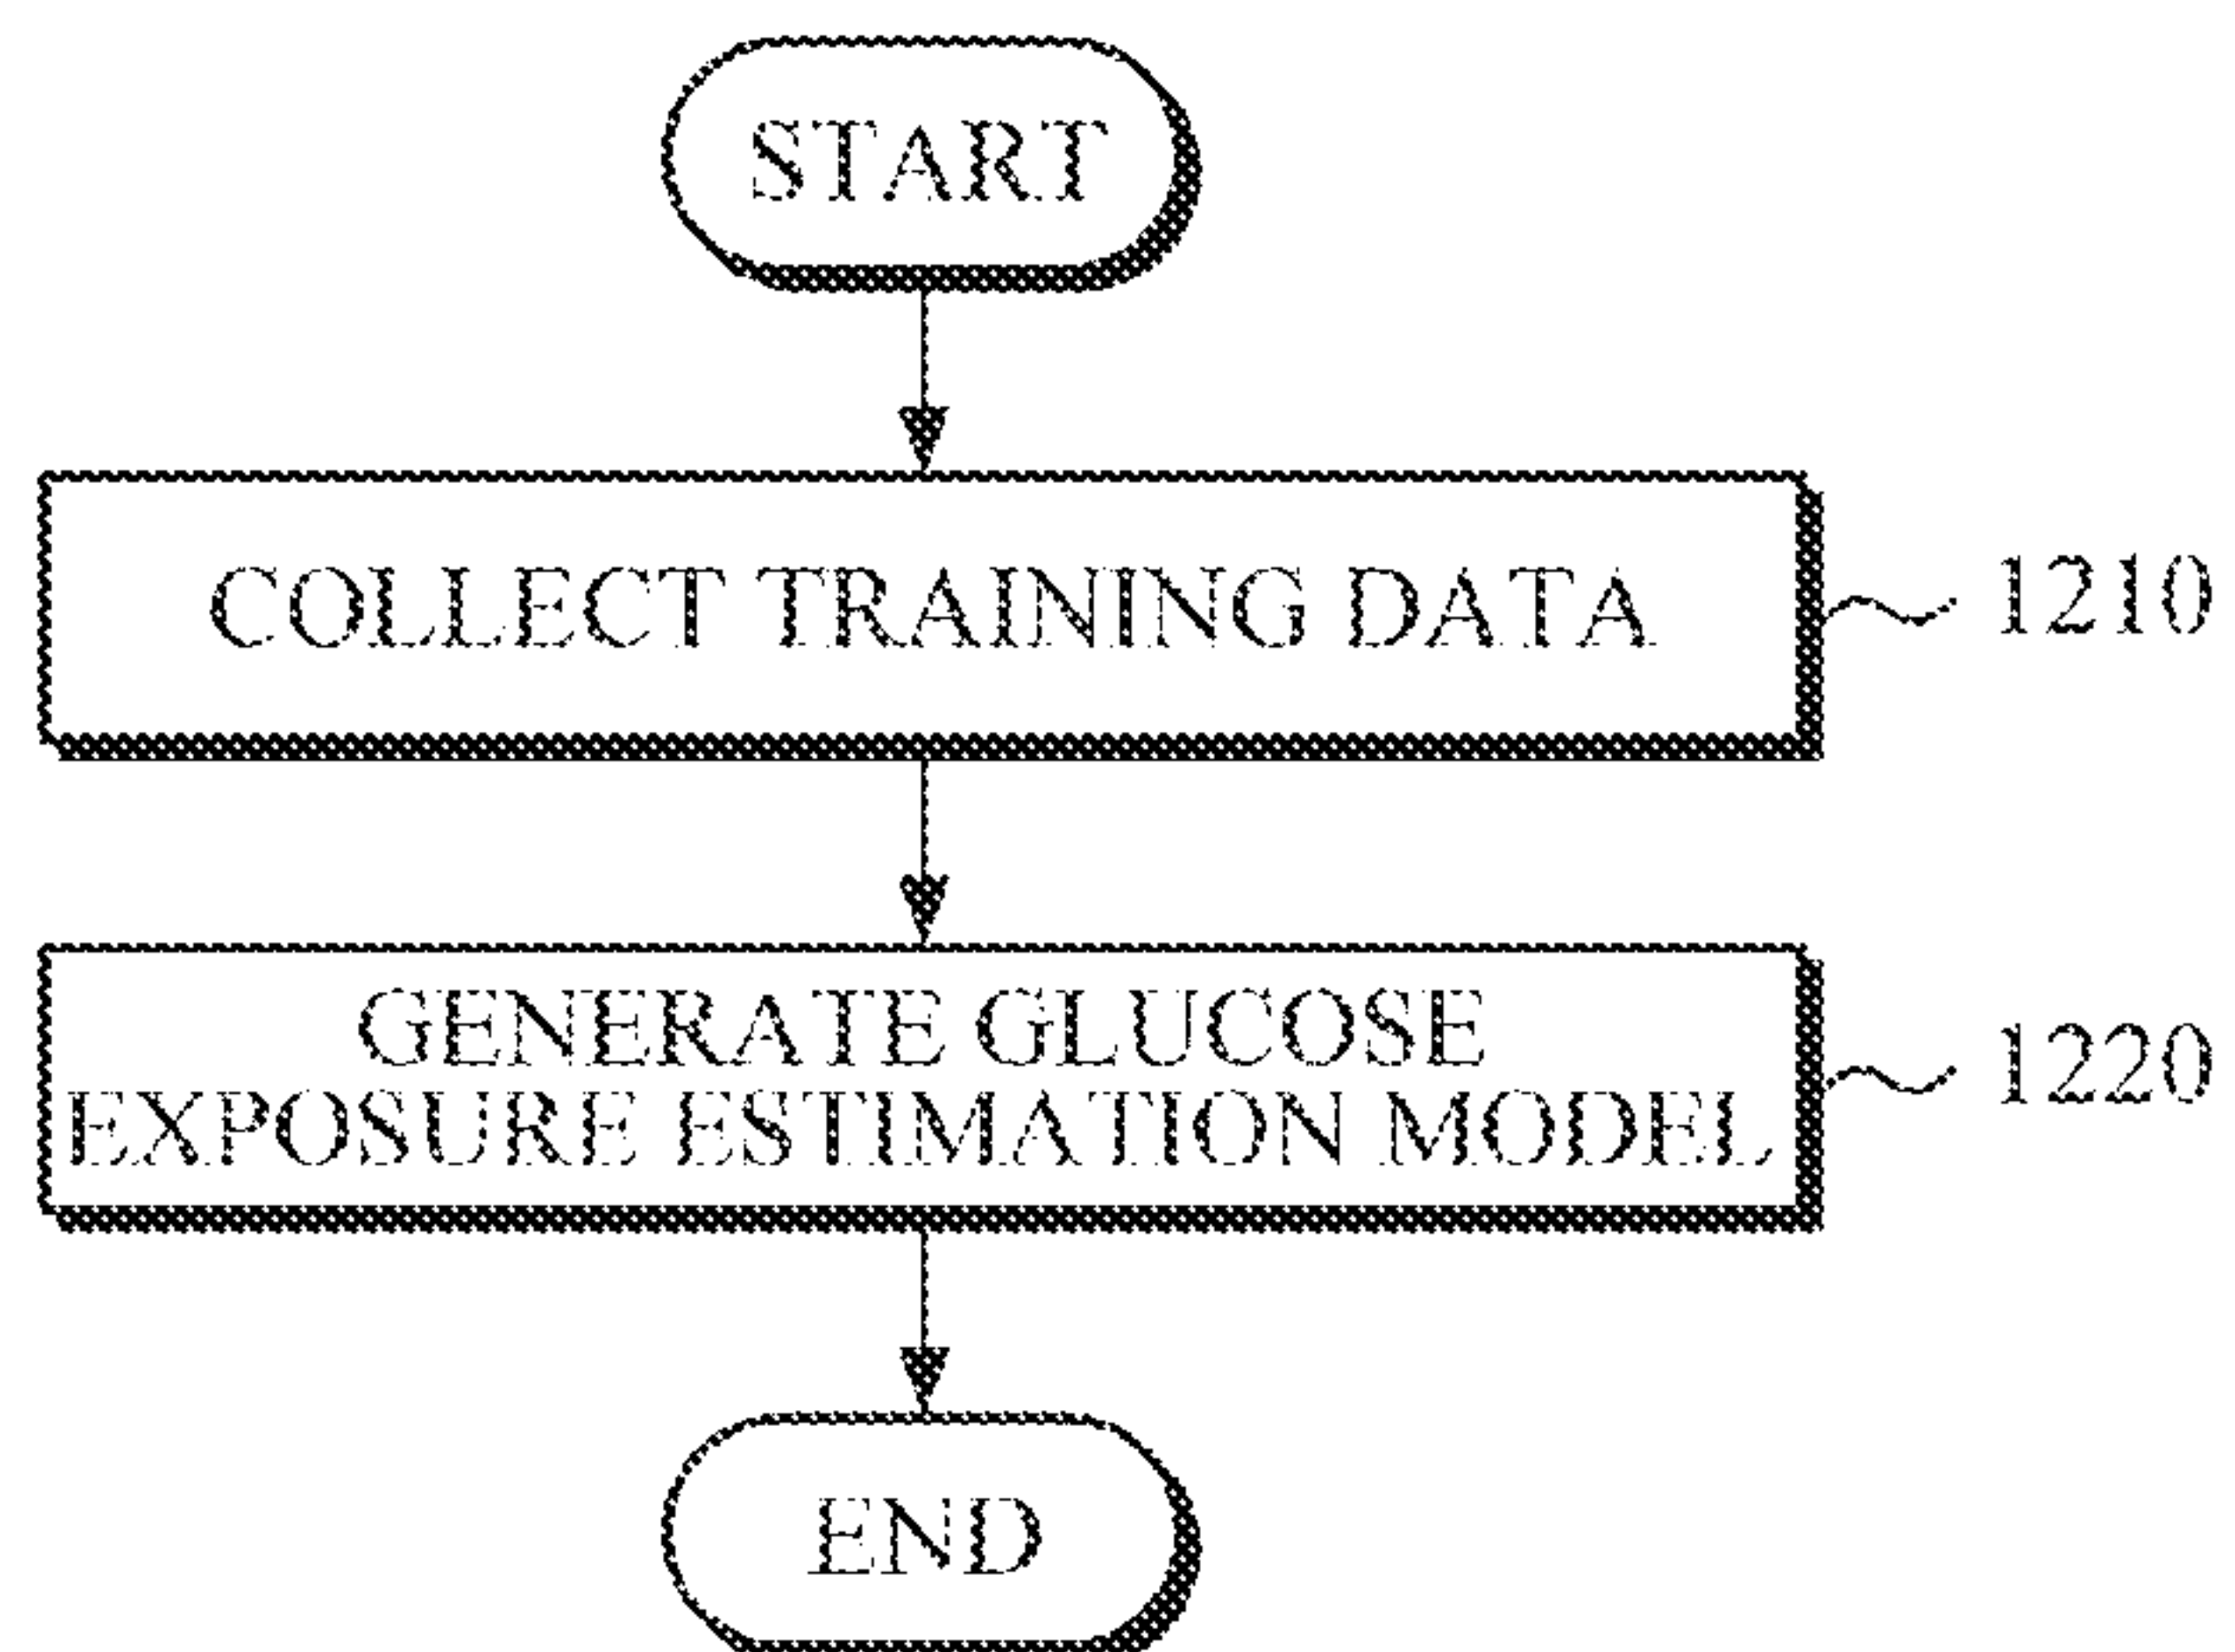 START
COLLECT TRAINING DATA
1210
GENERATE GLUCOSE
EXPOSURE ESTIMATION MODEL
1220
END